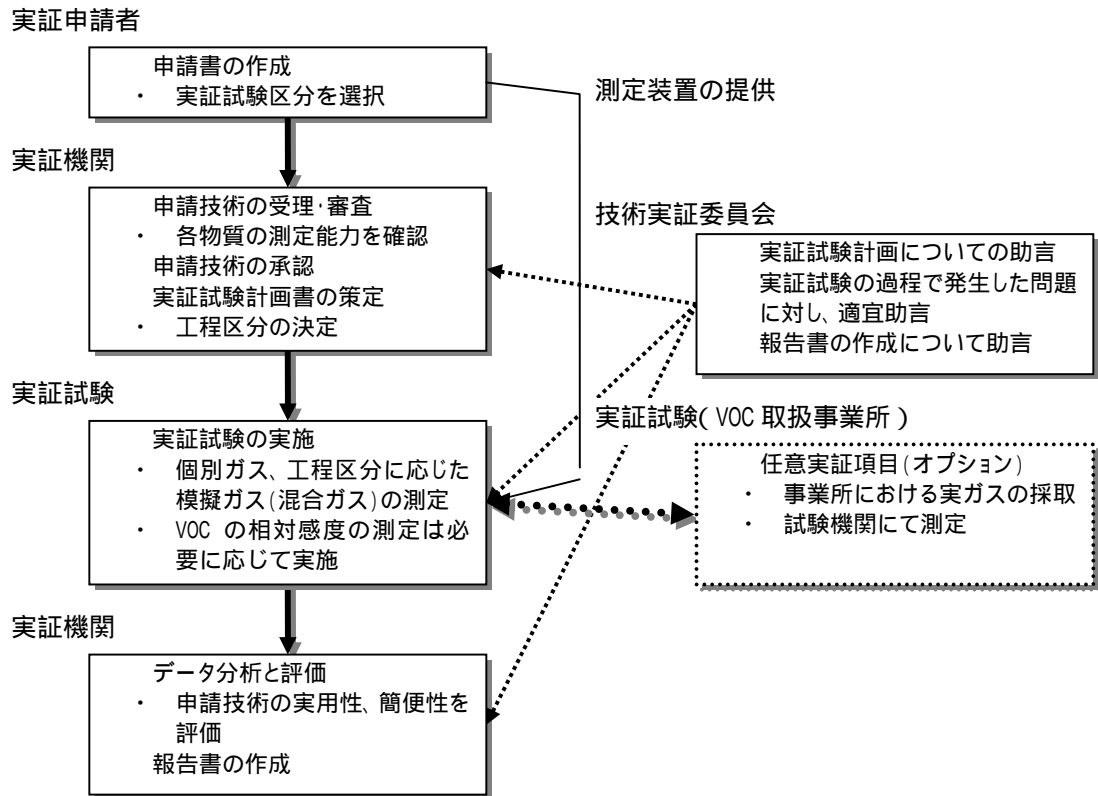 実証申請者
申請書の作成
・ 実証試験区分を選択
測定装置の提供
実証機関
申請技術の受理・審査
・ 各物質の測定能力を確認
申請技術の承認
実証試験計画書の策定
・ 工程区分の決定
技術実証委員会
実証試験計画についての助言
実証試験の過程で発生した問題
に対し、適宜助言
報告書の作成について助言
実証試験
実証試験の実施
・ 個別ガス、工程区分に応じた
模擬ガス(混合ガス)の測定
・ VOC の相対感度の測定は必
要に応じて実施
実証試験(VOC 取扱事業所)
任意実証項目(オプション)
・ 事業所における実ガスの採取
・ 試験機関にて測定
実証機関
データ分析と評価
・ 申請技術の実用性、簡便性を
評価
報告書の作成